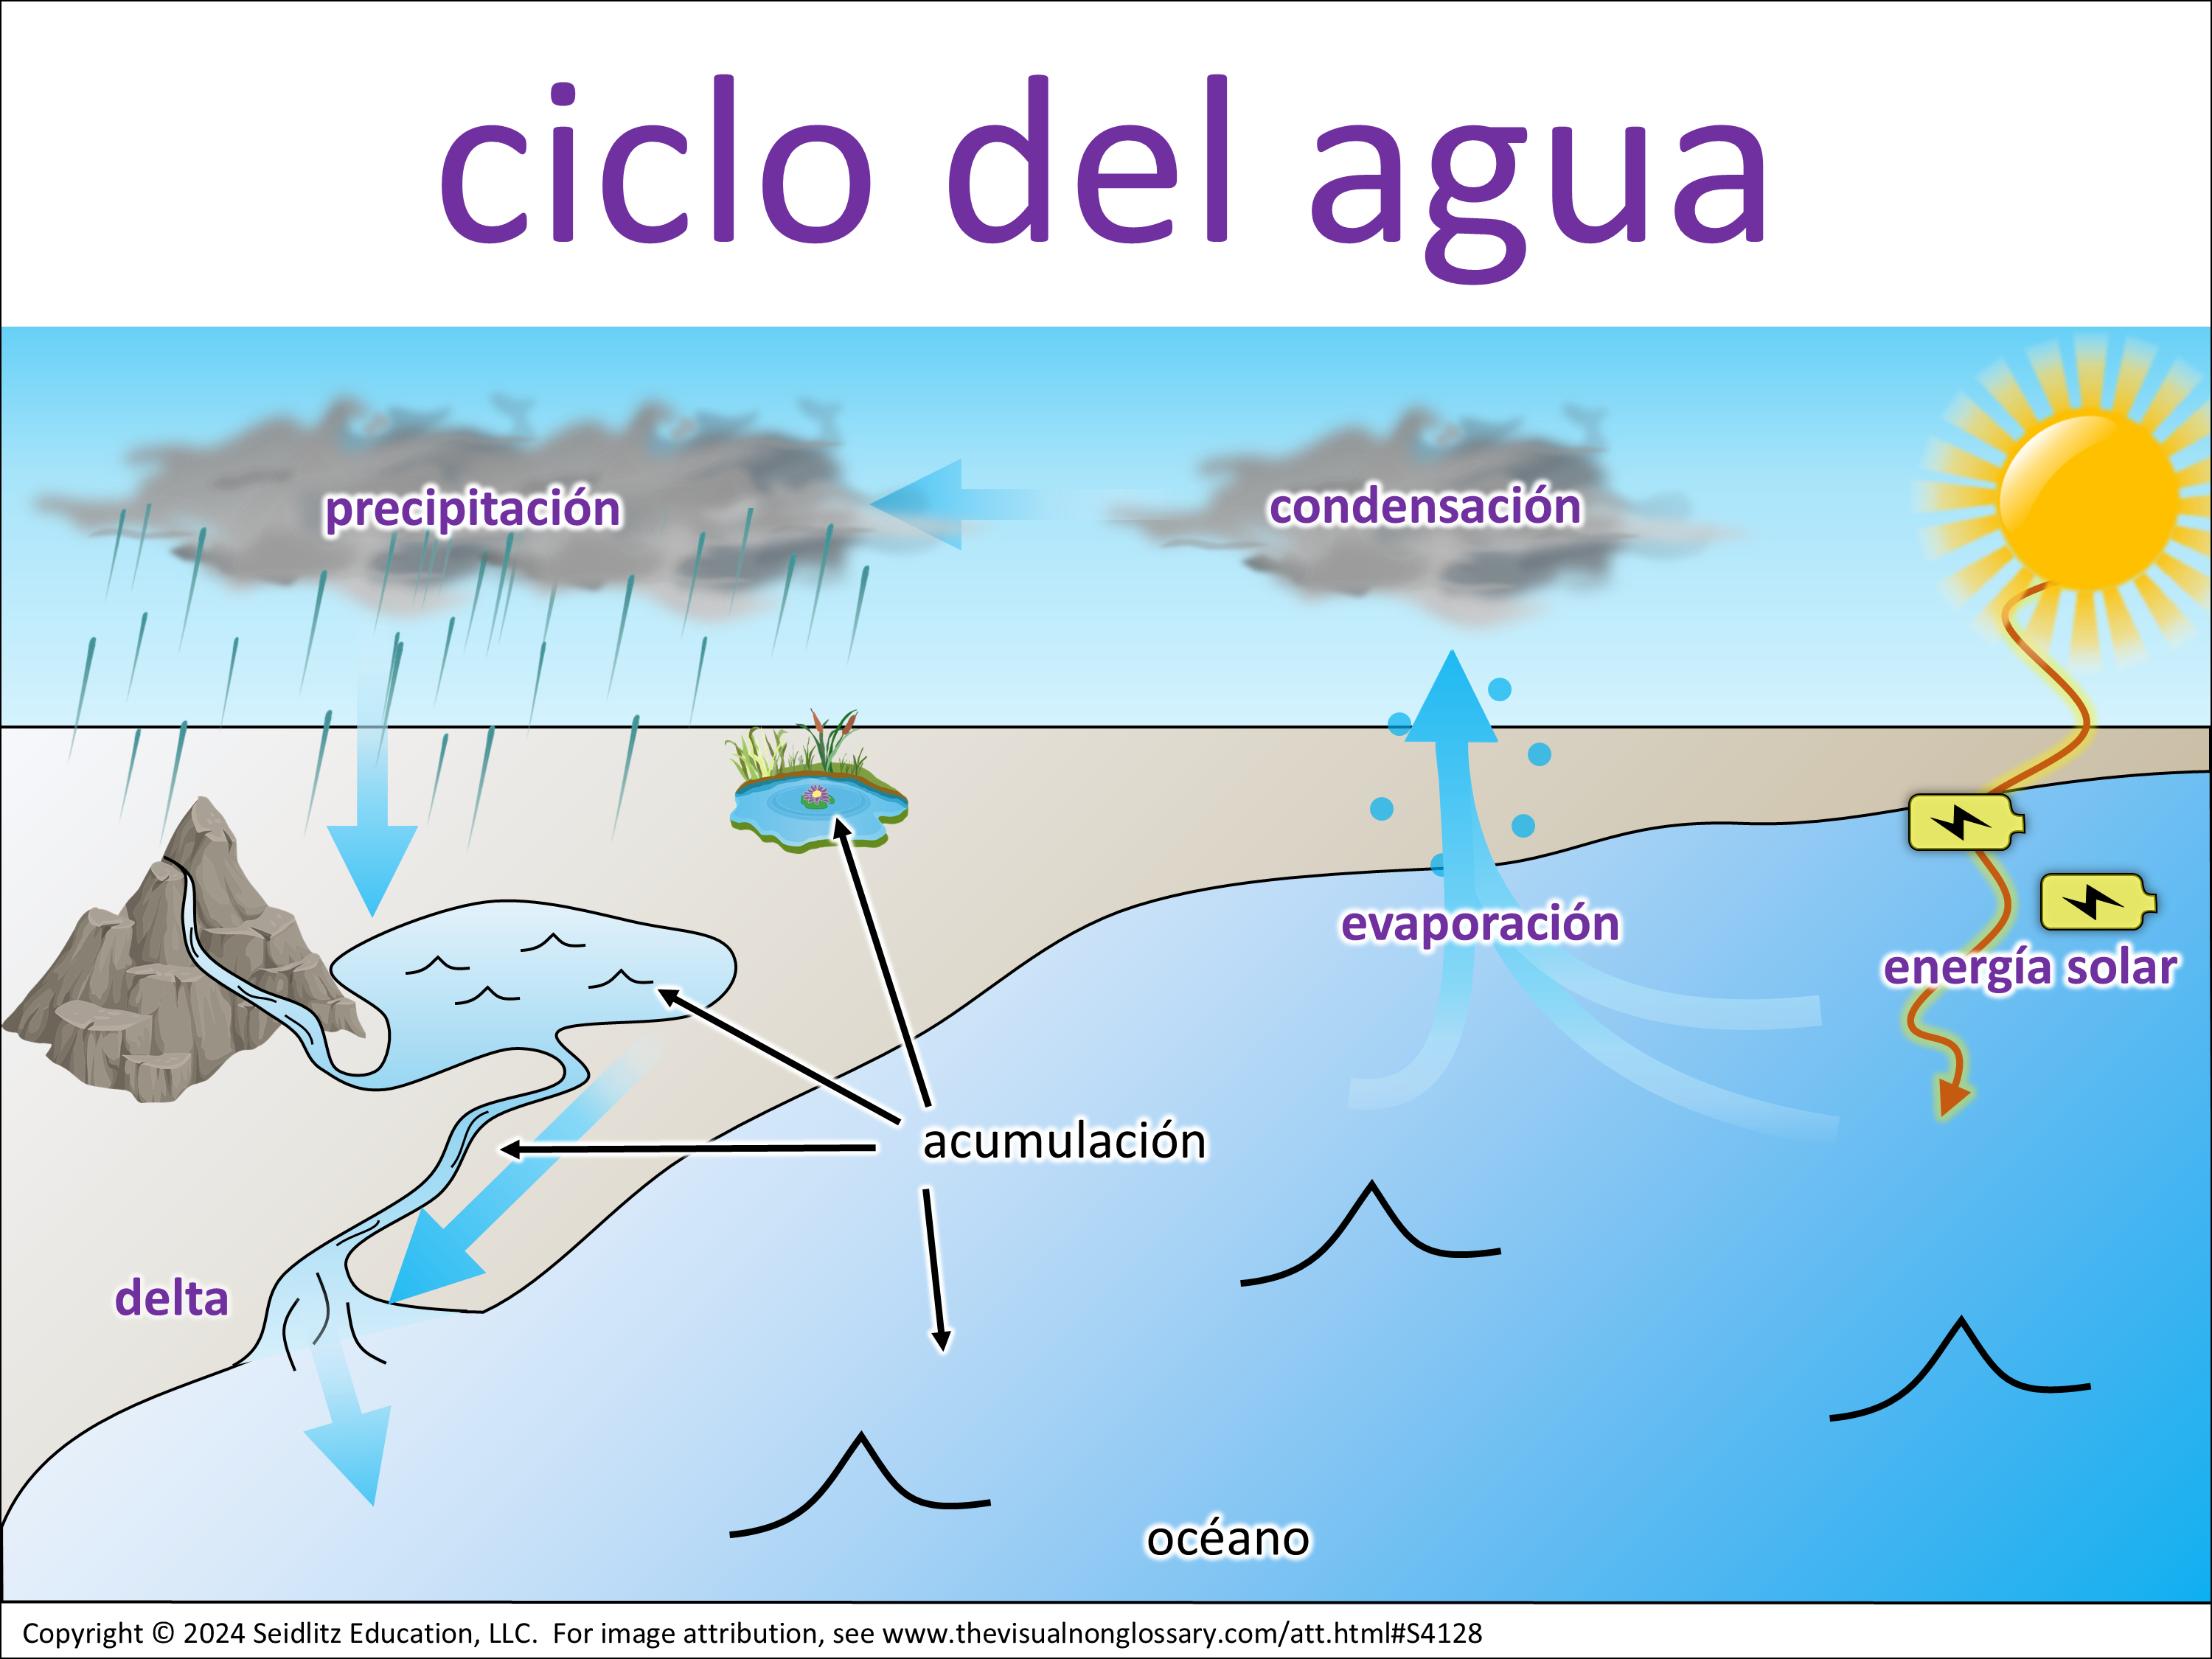 ciclo del agua
precipitación
condensación
evaporación
energía solar
acumulación
delta
océano
Copyright © 2024 Seidlitz Education, LLC.  For image attribution, see www.thevisualnonglossary.com/att.html#S4128